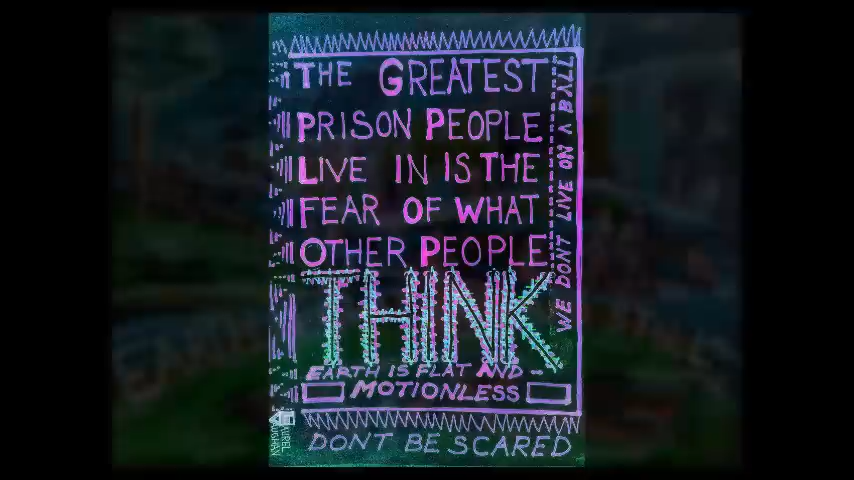 THE GREATEST
PRISON PEOPLE
LIVE IN IS THE
FEAR OF WHAT
OTHER PEOPLE
THINK
EARTH IS FLAT AND -
MOTIONLESS
DONT BE SCARED
WE DONT LIVE ON A BALL